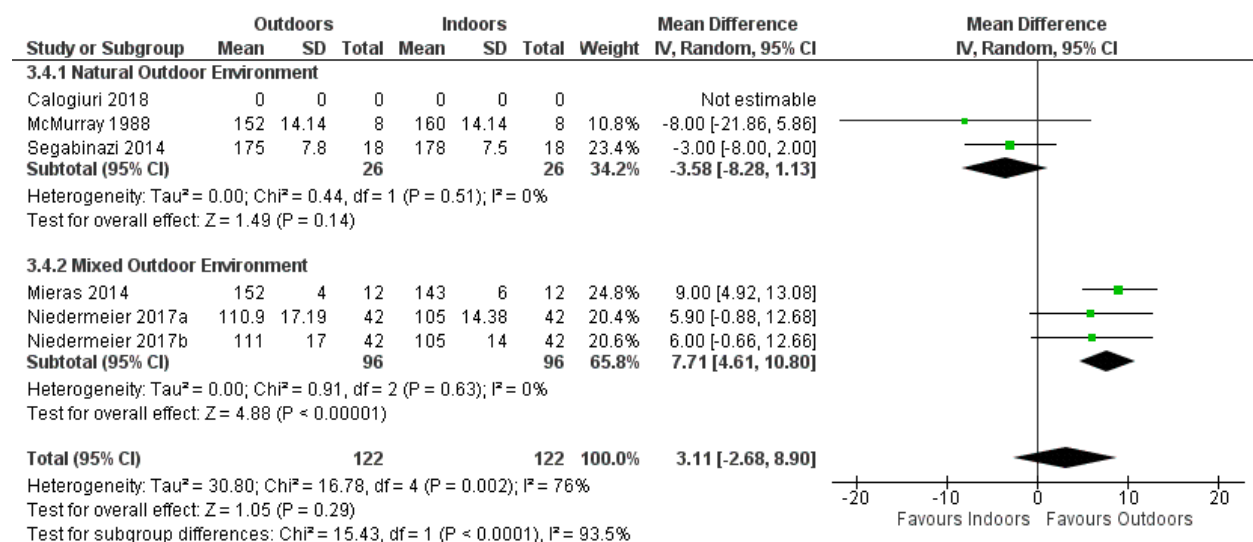 Outdoors Indoors Mean Difference Mean Difference
Study or Subgroup Mean SD Total Mean SD Total Weight IV, Random, 95% CI IV, Random, 95% CI
3.4.1 Natural Outdoor Environment
Calogiuri 2018 0 0 0 0 0 0 Not estimable
McMurray 1988 152 14.14 8 160 14.14 8 10.8% -8.00 [-21.86, 5.86]
Segabinazi 2014 175 7.8 18 178 7.5 18 23.4% -3.00 [-8.00, 2.00]
Subtotal (95% CI) 26 26 34.2% -3.58 [-8.28, 1.13]
Heterogeneity: Tau² = 0.00; Chi² = 0.44, df = 1 (P = 0.51); I² = 0%
Test for overall effect: Z = 1.49 (P = 0.14)
3.4.2 Mixed Outdoor Environment
Mieras 2014 152 4 12 143 6 12 24.8% 9.00 [4.92, 13.08]
Niedermeier 2017a 110.9 17.19 42 105 14.38 42 20.4% 5.90 [-0.88, 12.68]
Niedermeier 2017b 111 17 42 105 14 42 20.6% 6.00 [-0.66, 12.66]
Subtotal (95% CI) 96 96 65.8% 7.71 [4.61, 10.80]
Heterogeneity: Tau² = 0.00; Chi² = 0.91, df = 2 (P = 0.63); I² = 0%
Test for overall effect: Z = 4.88 (P < 0.00001)
Total (95% CI) 122 122 100.0% 3.11 [-2.68, 8.90]
Heterogeneity: Tau² = 30.80; Chi² = 16.78, df = 4 (P = 0.002); I² = 76%
Test for overall effect: Z = 1.05 (P = 0.29)
Test for subgroup differences: Chi² = 15.43, df = 1 (P < 0.0001), I² = 93.5%
-20 -10 0 10 20
Favours Indoors Favours Outdoors